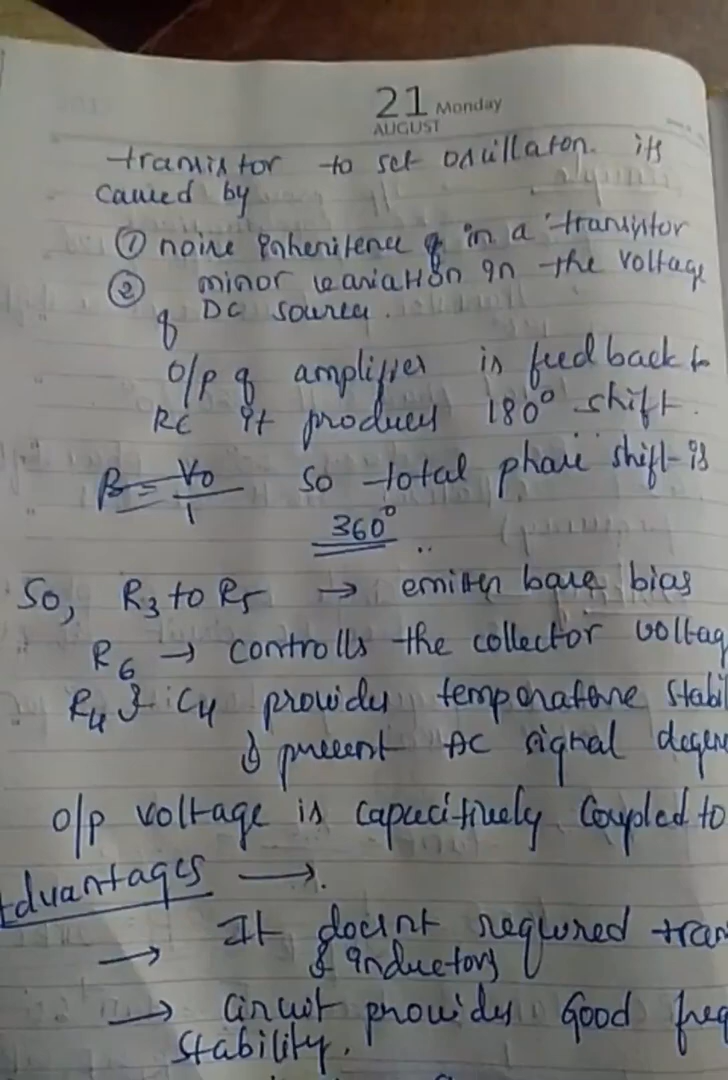 21 Monday
AUGUST
transistor to set oscillaton. its
caused by
① noise inheritence of in a transistor
② minor variation in the voltage
of DC source.
O/p of amplifier is feedback to
RC it produces 180° shift.
β = Vo/1 so total phase shift is
360°
So, R3 to R5 → emitter base bias
R6 → controlls the collector voltag
R4 & C4 provides temperature stabil
& prevent AC signal degen
o/p voltage is capacitively coupled to
Advantages →.
→ It doesnt required tran
& inductors
→ Circuit provides Good freq
stability.